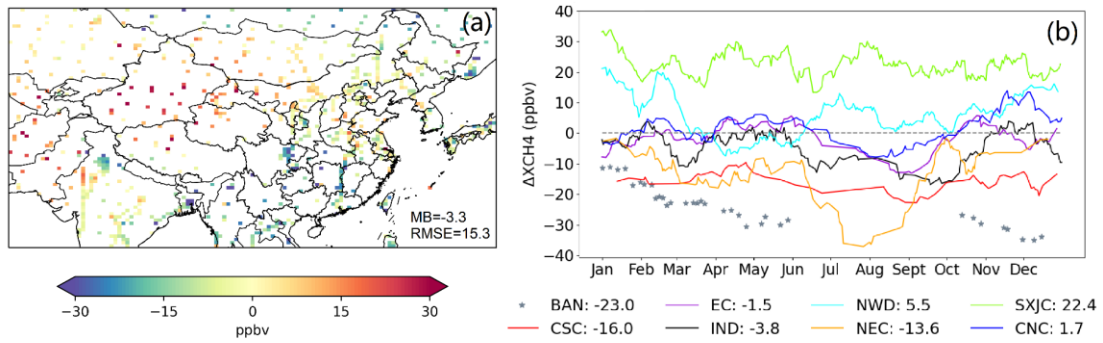 (a)
MB=-3.3
RMSE=15.3
−30 −15 0 15 30
ppbv
(b)
ΔXCH4 (ppbv)
40
30
20
10
0
−10
−20
−30
−40
Jan Feb Mar Apr May Jun Jul Aug Sept Oct Nov Dec
BAN: -23.0 EC: -1.5 NWD: 5.5 SXJC: 22.4
CSC: -16.0 IND: -3.8 NEC: -13.6 CNC: 1.7